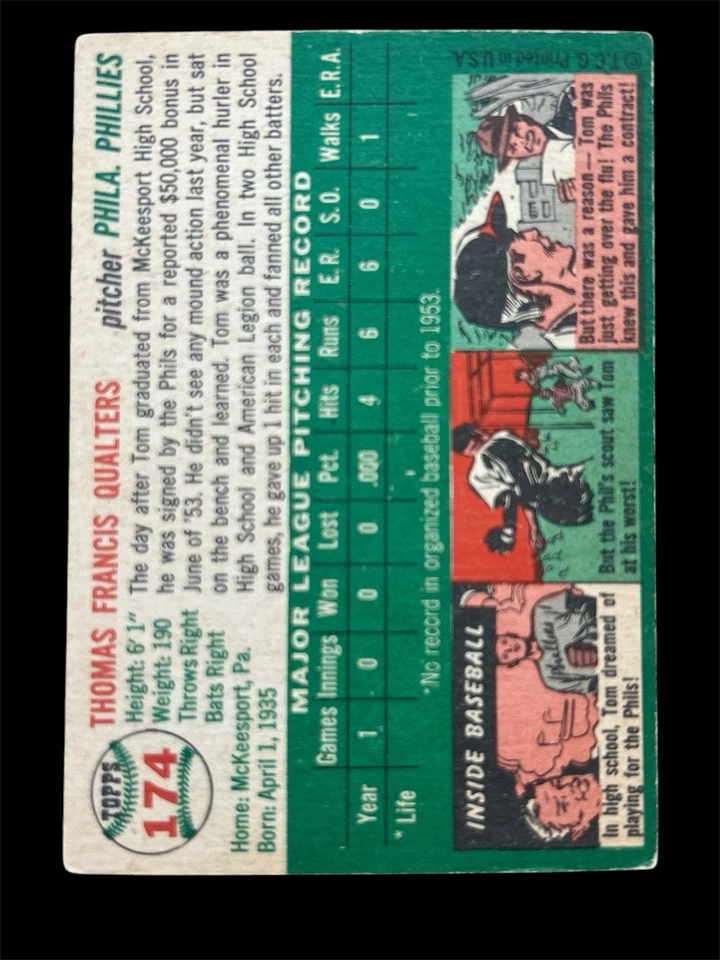 TOPPS
174
THOMAS FRANCIS QUALTERS pitcher PHILA. PHILLIES
Height: 6' 1"
Weight: 190
Throws Right
Bats Right
Home: McKeesport, Pa.
Born: April 1, 1935
The day after Tom graduated from McKeesport High School,
he was signed by the Phils for a reported $50,000 bonus in
June of '53. He didn't see any mound action last year, but sat
on the bench and learned. Tom was a phenomenal hurler in
High School and American Legion ball. In two High School
games, he gave up 1 hit in each and fanned all other batters.
MAJOR LEAGUE PITCHING RECORD
Games Innings Won Lost Pct. Hits Runs E. R. S. O. Walks E.R.A.
Year 1 0 0 0 .000 4 6 6 0 1
* Life
*No record in organized baseball prior to 1953.
INSIDE BASEBALL
In high school, Tom dreamed of
playing for the Phils!
But the Phil's scout saw Tom
at his worst!
But there was a reason — Tom was
just getting over the flu! The Phils
knew this and gave him a contract!
© T. C. G. Printed in U.S.A.